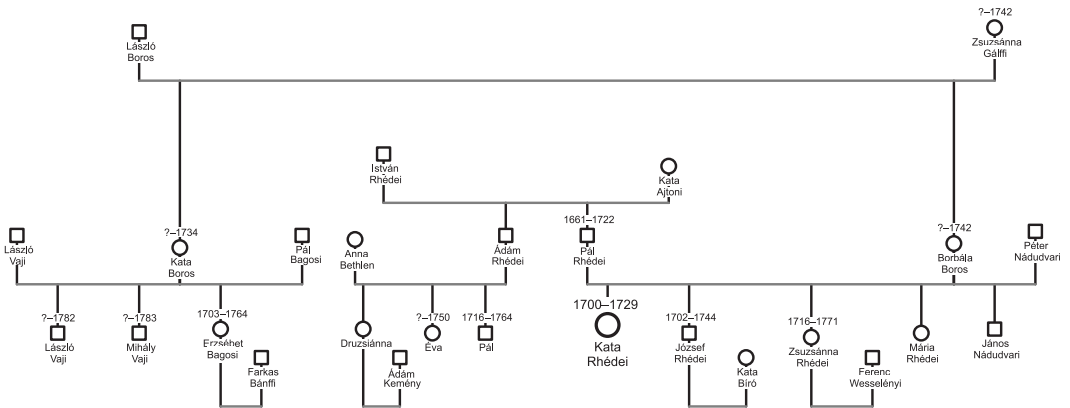 László
Boros
?–1742
Zsuzsánna
Gálffi
István
Rhédei
Kata
Ajtoni
László
Vaji
?–1734
Kata
Boros
Pál
Bagosi
Anna
Bethlen
Ádám
Rhédei
1661–1722
Pál
Rhédei
?–1742
Borbála
Boros
Péter
Nádudvari
?–1782
László
Vaji
?–1783
Mihály
Vaji
1703–1764
Erzsébet
Bagosi
Farkas
Bánffi
Druzsiánna
Ádám
Kemény
?–1750
Éva
1716–1764
Pál
1700–1729
Kata
Rhédei
1702–1744
József
Rhédei
Kata
Bíró
1716–1771
Zsuzsánna
Rhédei
Ferenc
Wesselényi
Mária
Rhédei
János
Nádudvari